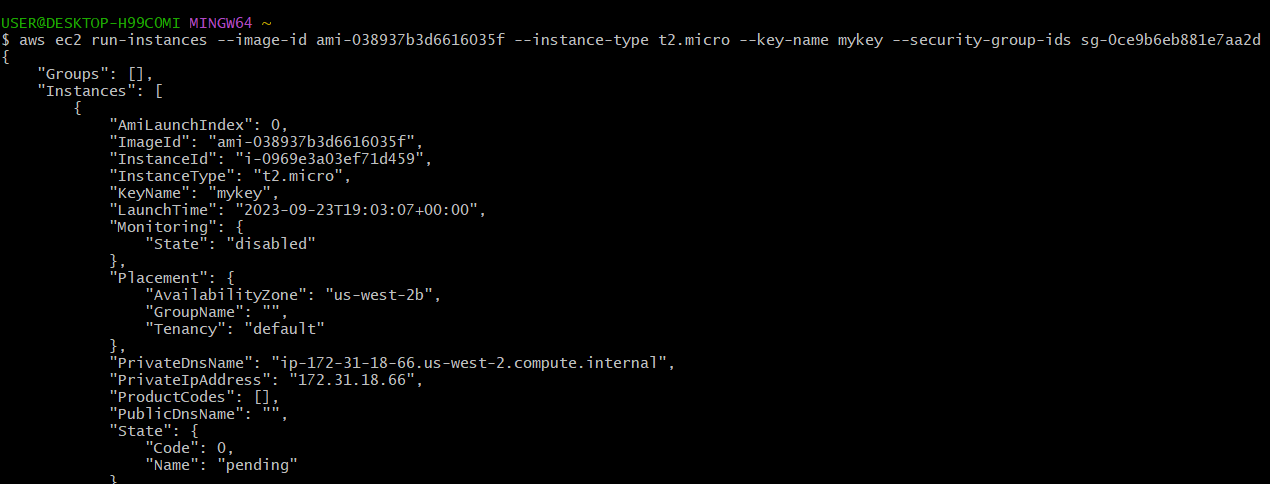 USER@DESKTOP-H99COMI MINGW64 ~
$ aws ec2 run-instances --image-id ami-038937b3d6616035f --instance-type t2.micro --key-name mykey --security-group-ids sg-0ce9b6eb881e7aa2d
{
    "Groups": [],
    "Instances": [
        {
            "AmiLaunchIndex": 0,
            "ImageId": "ami-038937b3d6616035f",
            "InstanceId": "i-0969e3a03ef71d459",
            "InstanceType": "t2.micro",
            "KeyName": "mykey",
            "LaunchTime": "2023-09-23T19:03:07+00:00",
            "Monitoring": {
                "State": "disabled"
            },
            "Placement": {
                "AvailabilityZone": "us-west-2b",
                "GroupName": "",
                "Tenancy": "default"
            },
            "PrivateDnsName": "ip-172-31-18-66.us-west-2.compute.internal",
            "PrivateIpAddress": "172.31.18.66",
            "ProductCodes": [],
            "PublicDnsName": "",
            "State": {
                "Code": 0,
                "Name": "pending"
            }